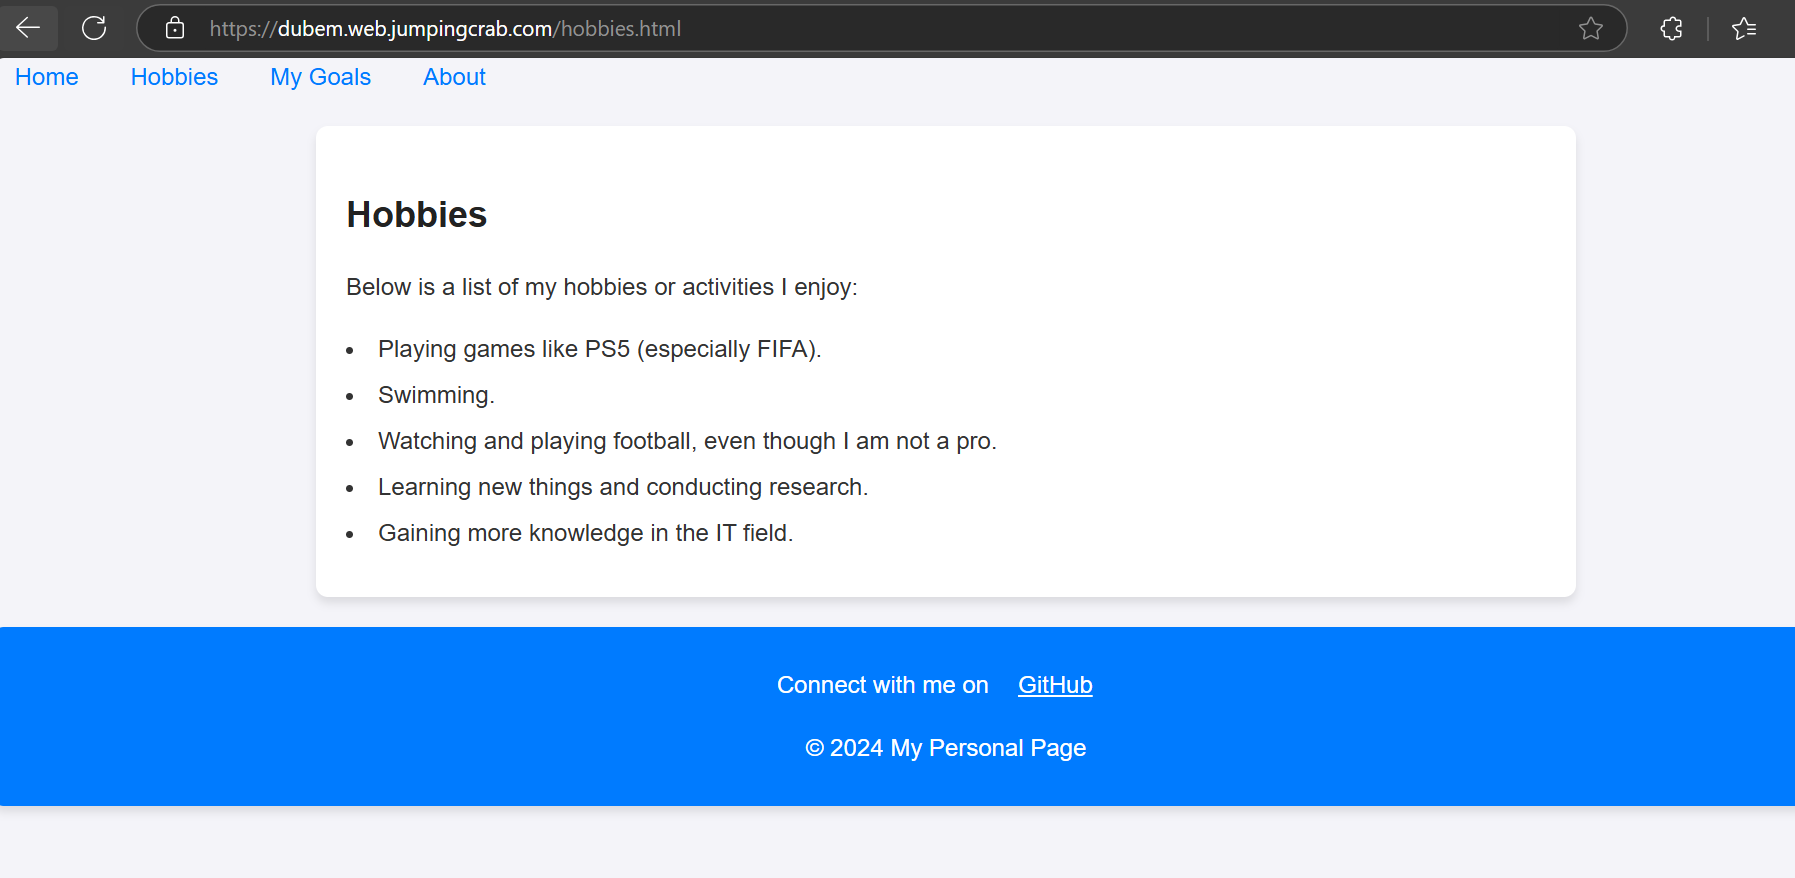 https://dubem.web.jumpingcrab.com/hobbies.html
Home Hobbies My Goals About
Hobbies
Below is a list of my hobbies or activities I enjoy:
• Playing games like PS5 (especially FIFA).
• Swimming.
• Watching and playing football, even though I am not a pro.
• Learning new things and conducting research.
• Gaining more knowledge in the IT field.
Connect with me on GitHub
© 2024 My Personal Page